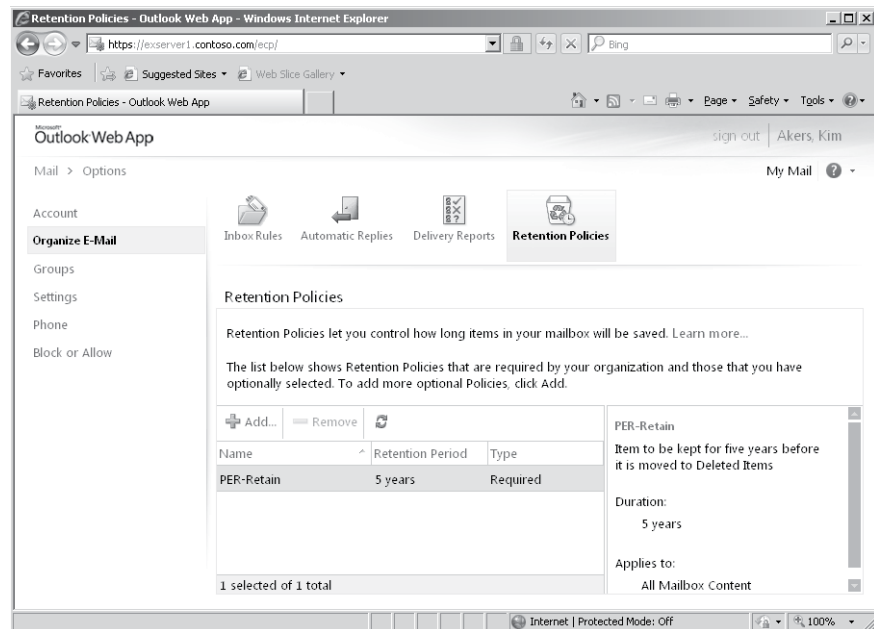 Retention Policies - Outlook Web App - Windows Internet Explorer
https://exserver1.contoso.com/ecp/
Bing
Favorites
Suggested Sites
Web Slice Gallery
Retention Policies - Outlook Web App
Page
Safety
Tools
Microsoft
Outlook Web App
sign out
Akers, Kim
Mail > Options
My Mail
Account
Organize E-Mail
Groups
Settings
Phone
Block or Allow
Inbox Rules
Automatic Replies
Delivery Reports
Retention Policies
Retention Policies
Retention Policies let you control how long items in your mailbox will be saved. Learn more...
The list below shows Retention Policies that are required by your organization and those that you have
optionally selected. To add more optional Policies, click Add.
Add...
Remove
Name
Retention Period
Type
PER-Retain
5 years
Required
1 selected of 1 total
PER-Retain
Item to be kept for five years before
it is moved to Deleted Items
Duration:
5 years
Applies to:
All Mailbox Content
Internet | Protected Mode: Off
100%